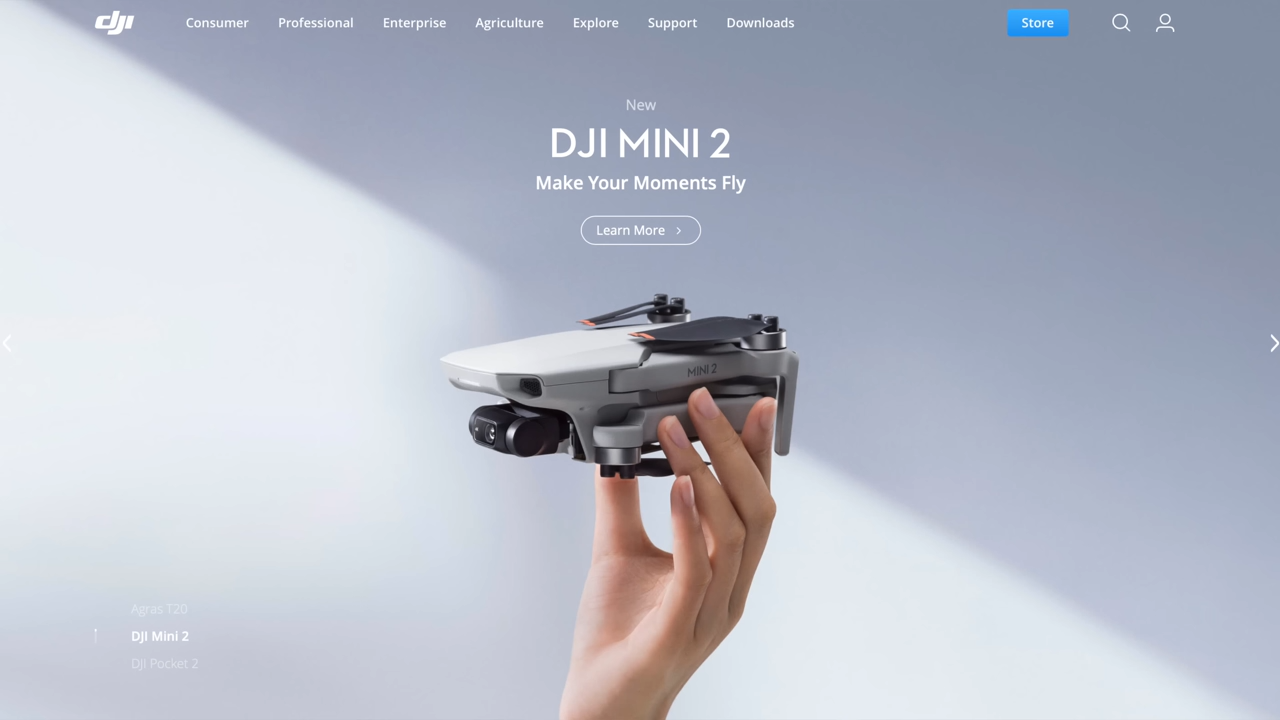 dji
Consumer
Professional
Enterprise
Agriculture
Explore
Support
Downloads
Store
New
DJI MINI 2
Make Your Moments Fly
Learn More
MINI 2
Agras T20
DJI Mini 2
DJI Pocket 2